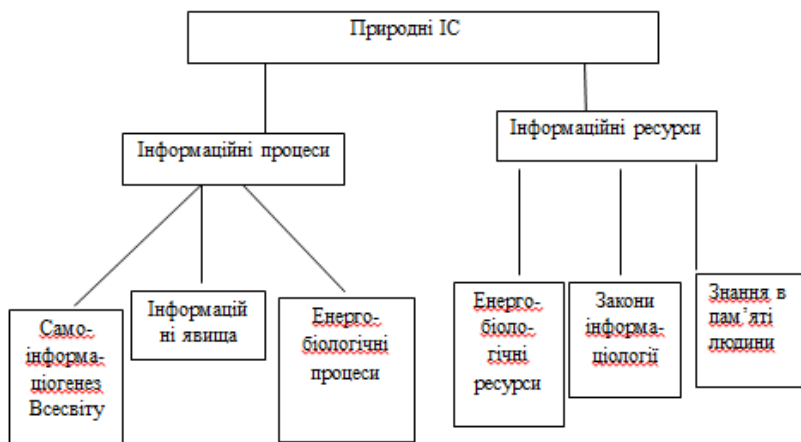 Природні ІС
Інформаційні процеси
Інформаційні ресурси
Само-
інформа-
ціогенез
Всесвіту
Інформацій
ні явища
Енерго-
біологічні
процеси
Енерго-
біоло-
гічні
ресурси
Закони
інформа-
ціології
Знання в
пам’яті
людини